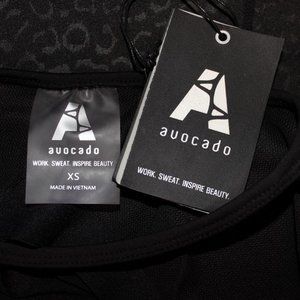 avocado
WORK. SWEAT. INSPIRE BEAUTY.
XS
MADE IN VIETNAM
avocado
WORK. SWEAT. INSPIRE BEAUTY.